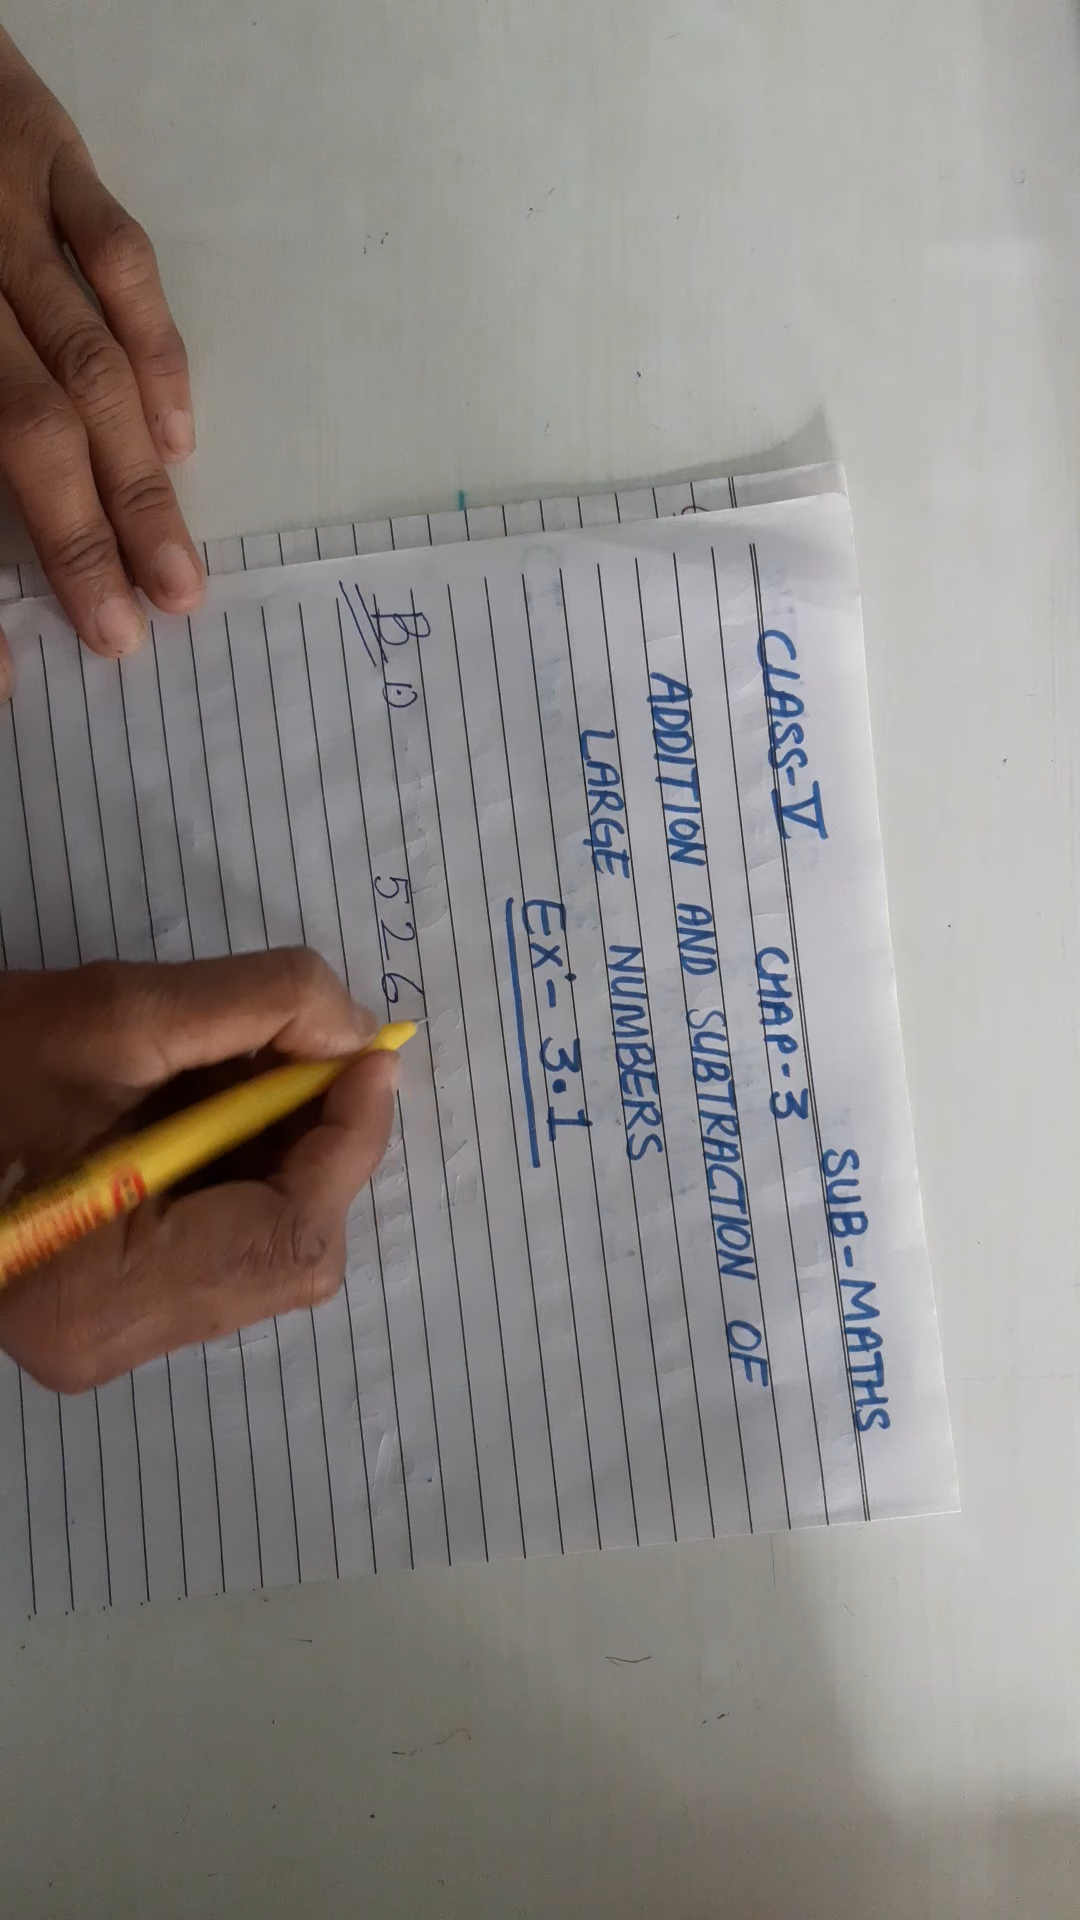 SUB-MATHS
CLASS-V CHAP-3
ADDITION AND SUBTRACTION OF
LARGE NUMBERS
Ex - 3.1
B. 1) 526